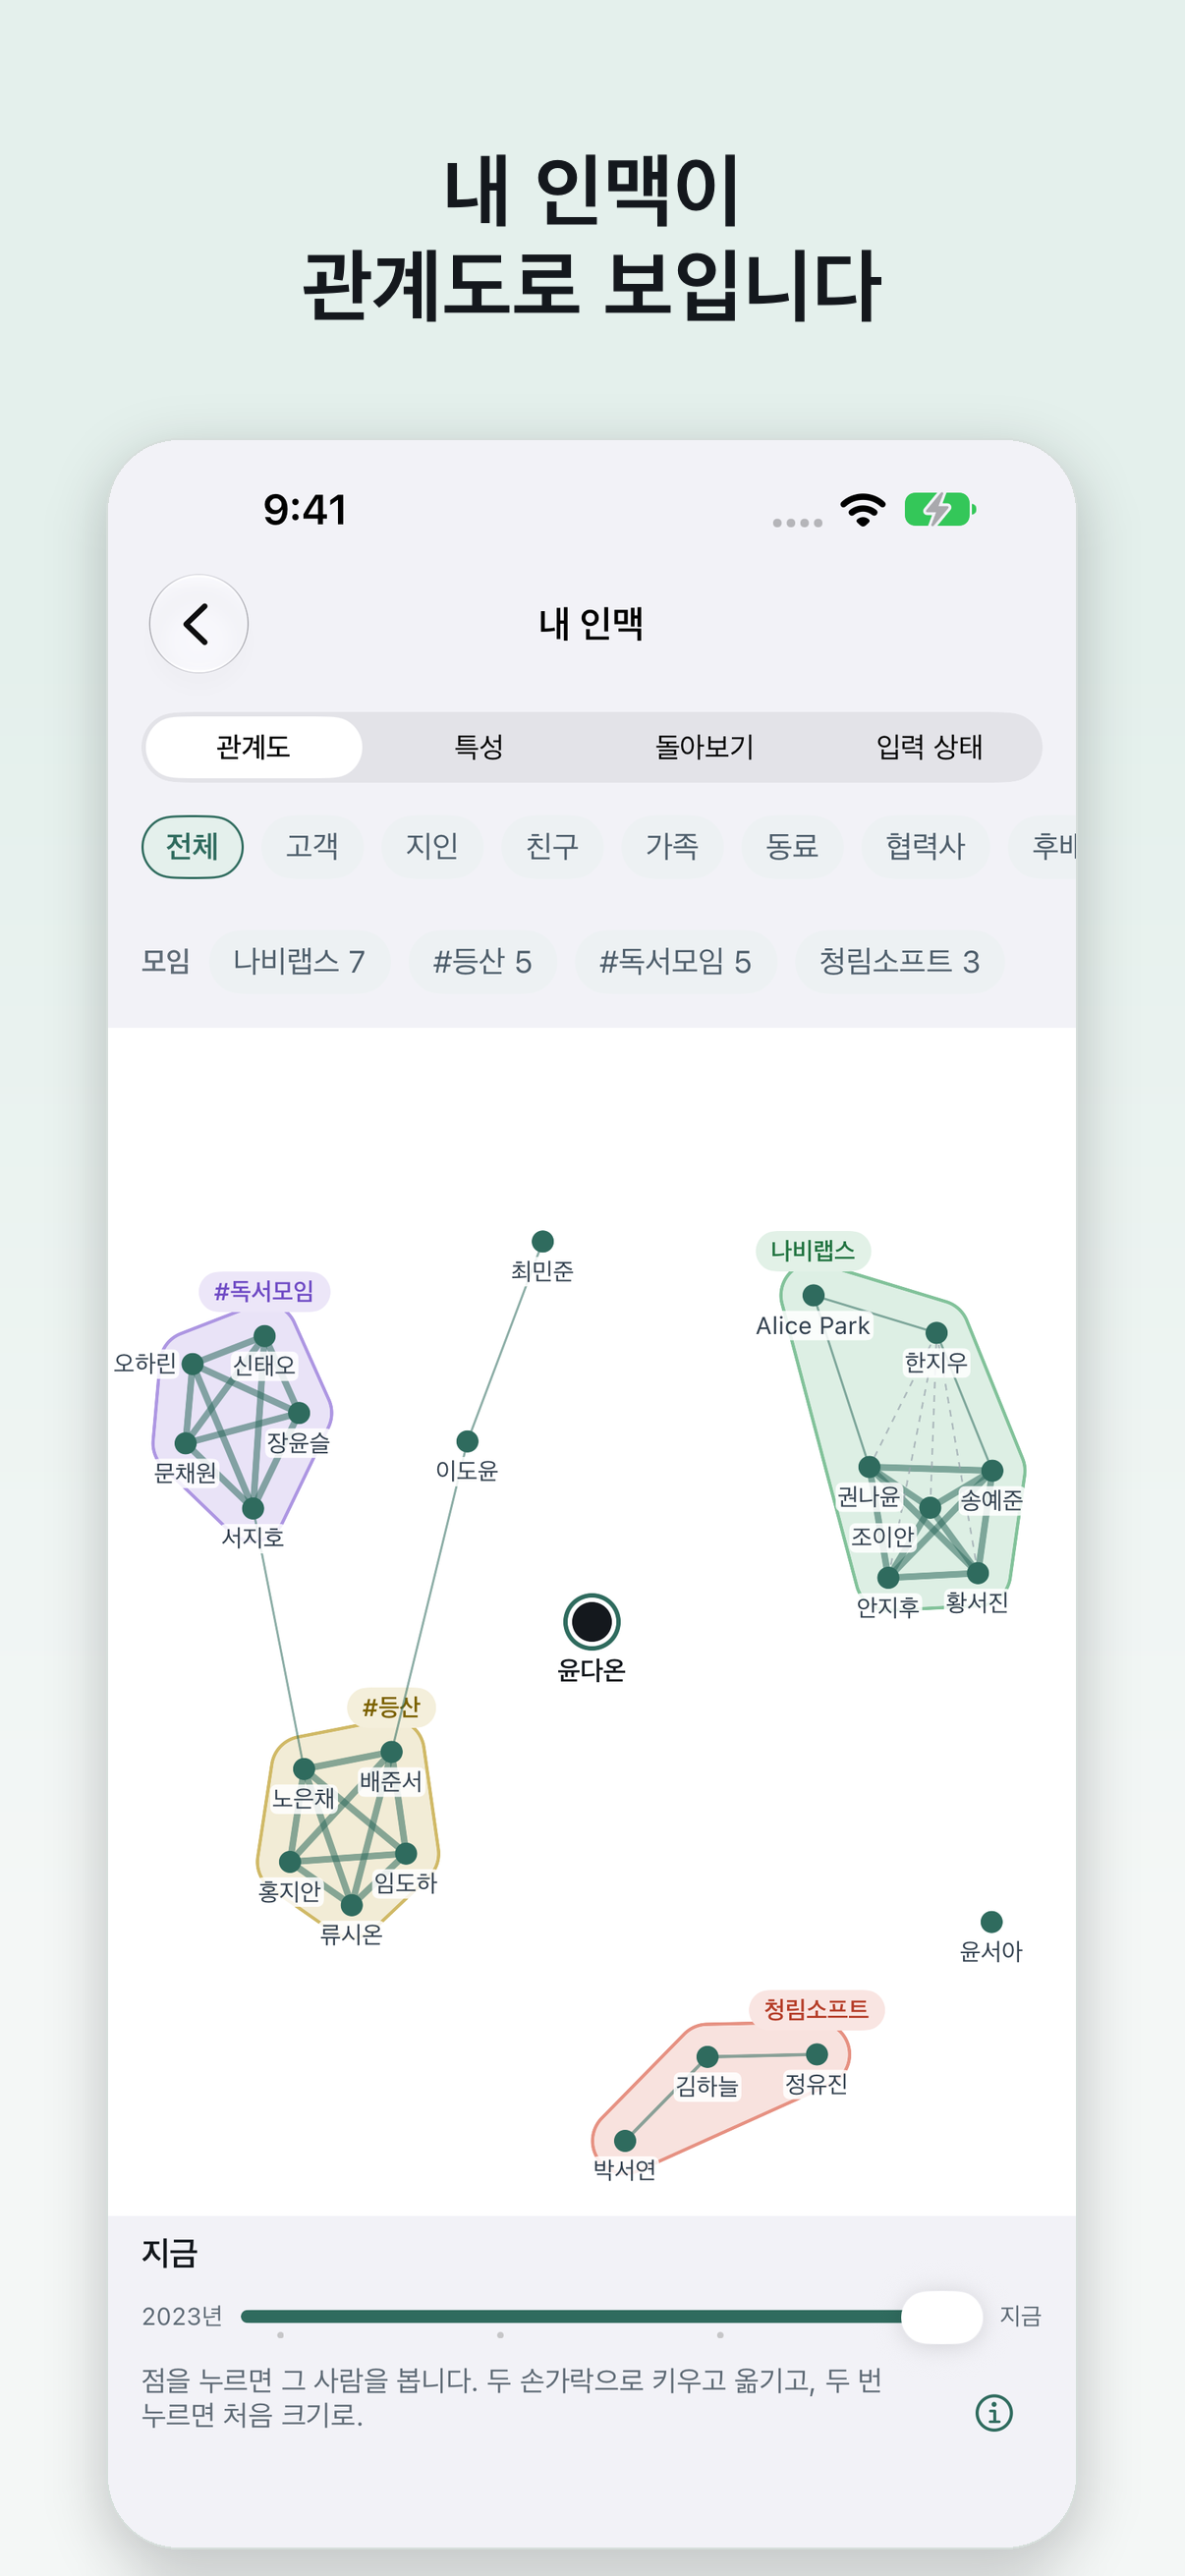 내 인맥이
관계도로 보입니다
9:41
내 인맥
관계도 특성 돌아보기 입력 상태
전체 고객 지인 친구 가족 동료 협력사
모임 나비랩스 7 #등산 5 #독서모임 5 청림소프트 3
나비랩스
최민준
#독서모임
Alice Park
오하린 신태오
한지우
장윤슬
문채원
이도윤
권나윤 송예준
서지호
조이안
안지후 황서진
윤다온
#등산
배준서
노은채
임도하
홍지안
류시온
윤서아
청림소프트
김하늘 정유진
박서연
지금
2023년 지금
점을 누르면 그 사람을 봅니다. 두 손가락으로 키우고 옮기고, 두 번
누르면 처음 크기로.